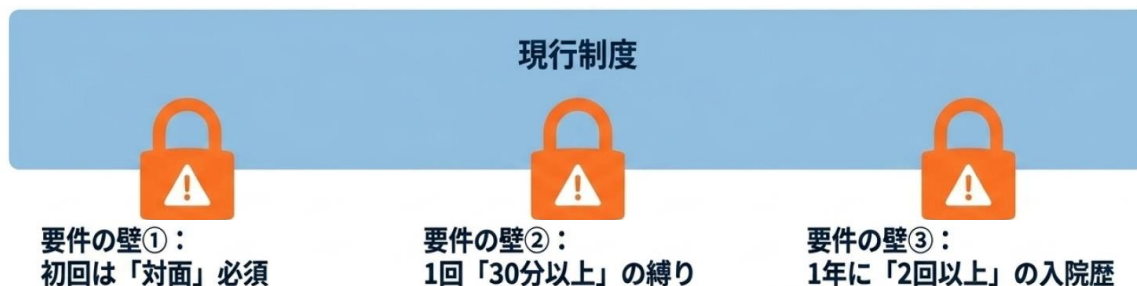 現行制度
要件の壁①：
初回は「対面」必須
要件の壁②：
1回「30分以上」の縛り
要件の壁③：
1年に「2回以上」の入院歴